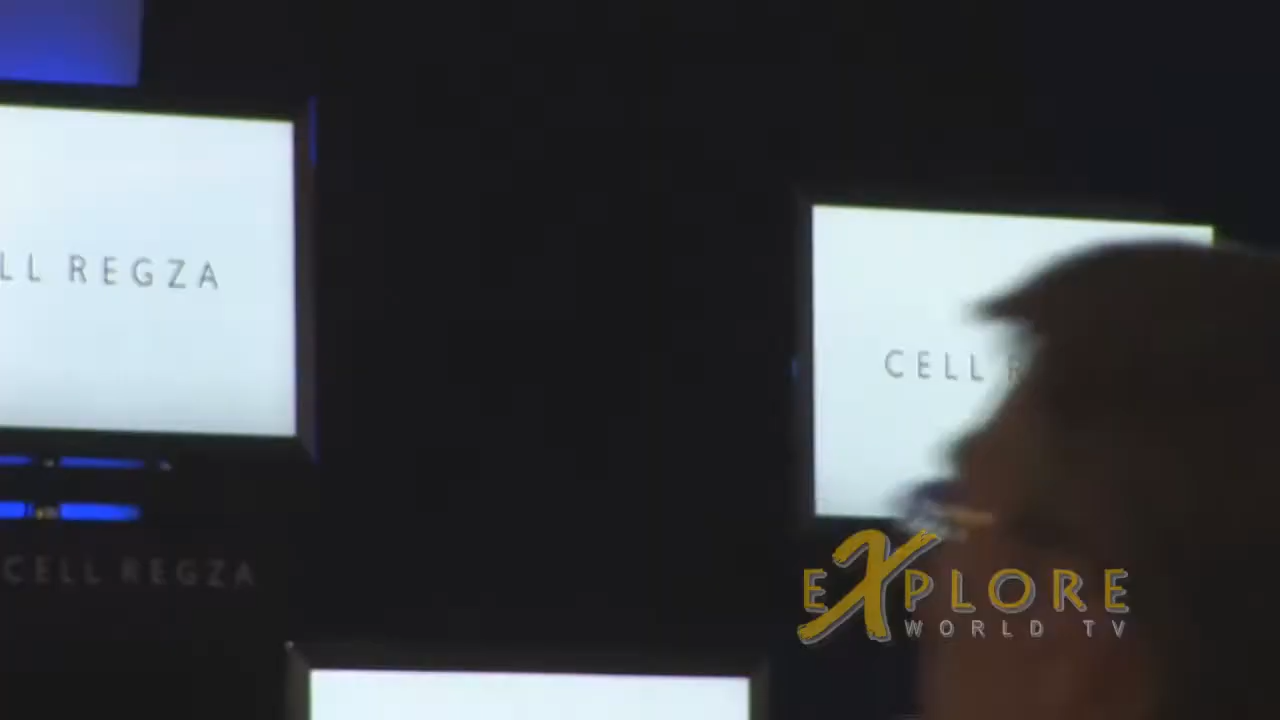 LL REGZA
CELL R
CELL REGZA
EXPLORE
WORLD TV